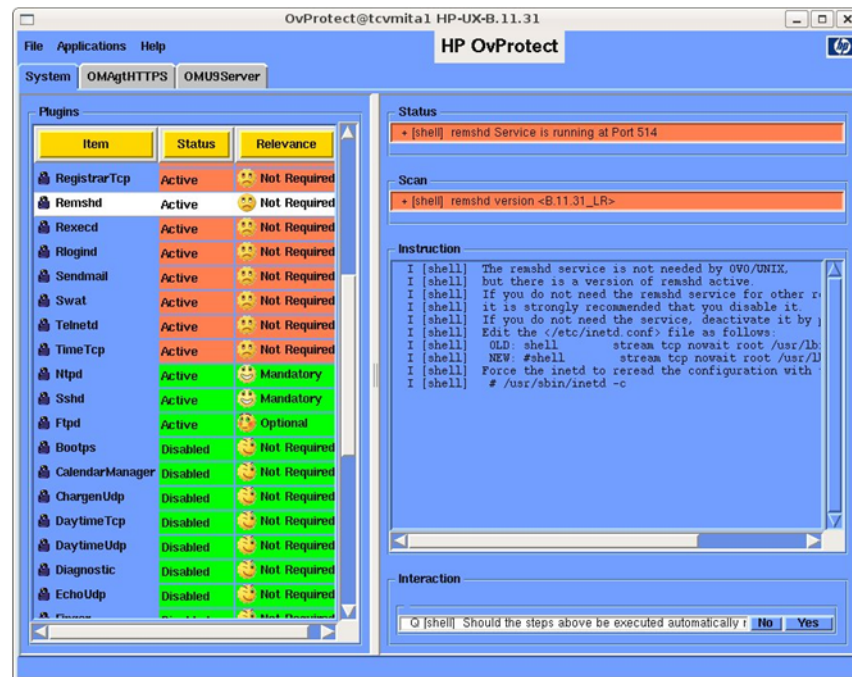 OvProtect@tcvmita1 HP-UX-B.11.31
File Applications Help
HP OvProtect
hp
System OMAgtHTTPS OMU9Server
Plugins
Item Status Relevance
RegistrarTcp Active Not Required
Remshd Active Not Required
Rexecd Active Not Required
Rlogind Active Not Required
Sendmail Active Not Required
Swat Active Not Required
Telnetd Active Not Required
TimeTcp Active Not Required
Ntpd Active Mandatory
Sshd Active Mandatory
Ftpd Active Optional
Bootps Disabled Not Required
CalendarManager Disabled Not Required
ChargenUdp Disabled Not Required
DaytimeTcp Disabled Not Required
DaytimeUdp Disabled Not Required
Diagnostic Disabled Not Required
EchoUdp Disabled Not Required
Status
+ [shell] remshd Service is running at Port 514
Scan
+ [shell] remshd version <B.11.31_LR>
Instruction
I [shell] The remshd service is not needed by OVO/UNIX,
I [shell] but there is a version of remshd active.
I [shell] If you do not need the remshd service for other
I [shell] it is strongly recommended that you disable it.
I [shell] If you do not need the service, deactivate it by
I [shell] Edit the </etc/inetd.conf> file as follows:
I [shell] OLD: shell stream tcp nowait root
I [shell] NEW: #shell stream tcp nowait root
I [shell] Force the inetd to reread the configuration with
I [shell] # /usr/sbin/inetd -c
Interaction
Q [shell] Should the steps above be executed automatically
No Yes